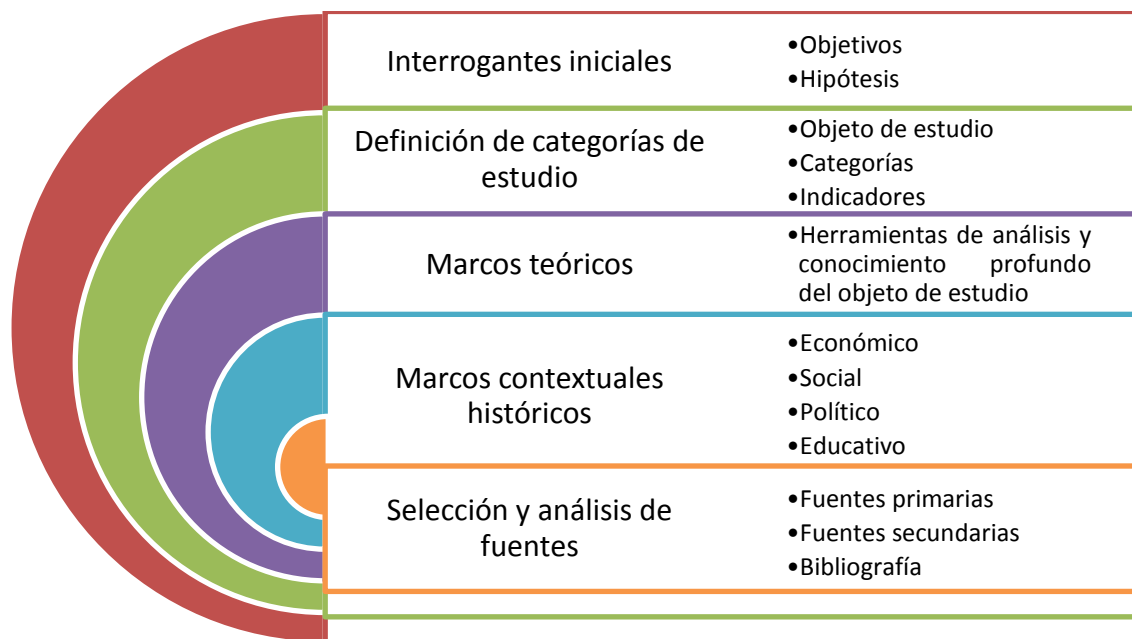 Interrogantes iniciales
•Objetivos
•Hipótesis
Definición de categorías de
estudio
•Objeto de estudio
•Categorías
•Indicadores
Marcos teóricos
•Herramientas de análisis y
conocimiento profundo
del objeto de estudio
Marcos contextuales
históricos
•Económico
•Social
•Político
•Educativo
Selección y análisis de
fuentes
•Fuentes primarias
•Fuentes secundarias
•Bibliografía